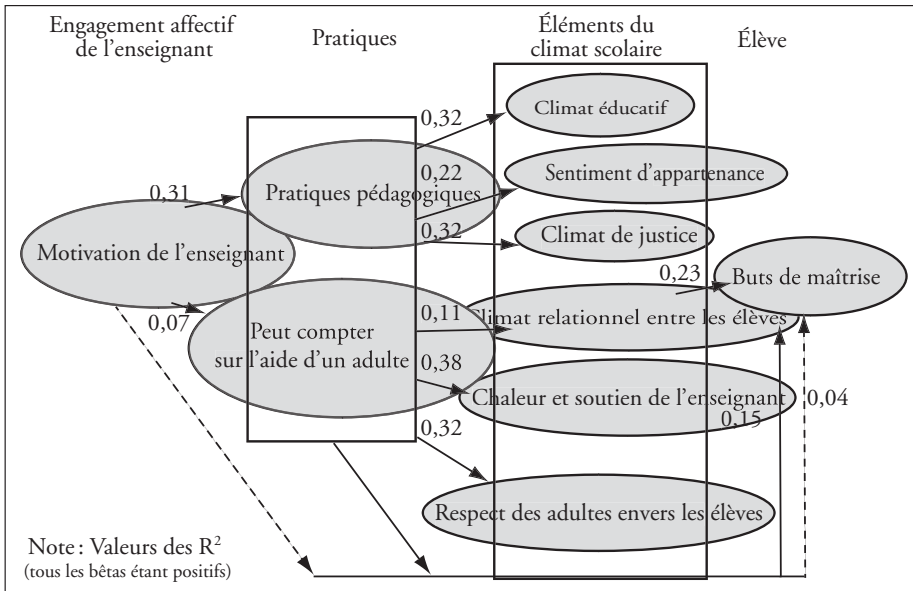 Engagement affectif
de l’enseignant
Pratiques
Éléments du
climat scolaire
Élève
0,32
Climat éducatif
0,22
Sentiment d’appartenance
Pratiques pédagogiques
0,31
0,32
Climat de justice
Motivation de l’enseignant
0,23
Buts de maîtrise
0,07
0,11
Climat relationnel entre les élèves
Peut compter
sur l’aide d’un adulte
0,38
Chaleur et soutien de l’enseignant
0,04
0,15
0,32
Respect des adultes envers les élèves
Note : Valeurs des R²
(tous les bêtas étant positifs)